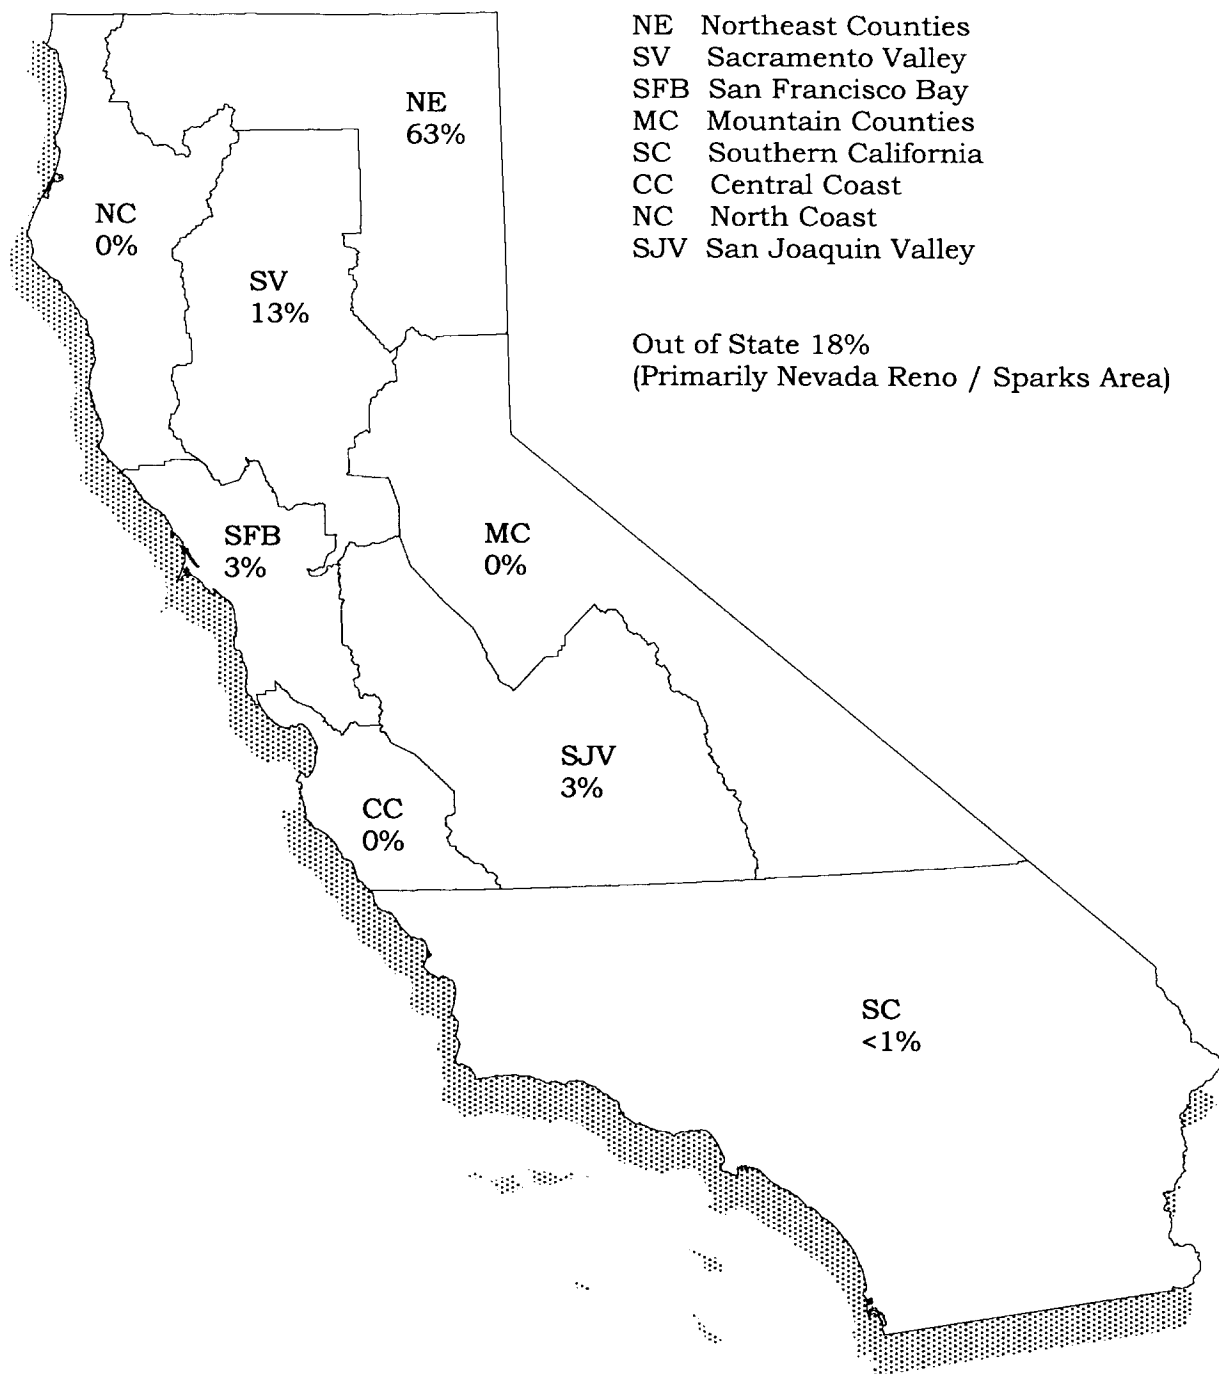 NE Northeast Counties
SV Sacramento Valley
SFB San Francisco Bay
MC Mountain Counties
SC Southern California
CC Central Coast
NC North Coast
SJV San Joaquin Valley
Out of State 18%
(Primarily Nevada Reno / Sparks Area)
NE
63%
NC
0%
SV
13%
SFB
3%
MC
0%
SJV
3%
CC
0%
SC
<1%